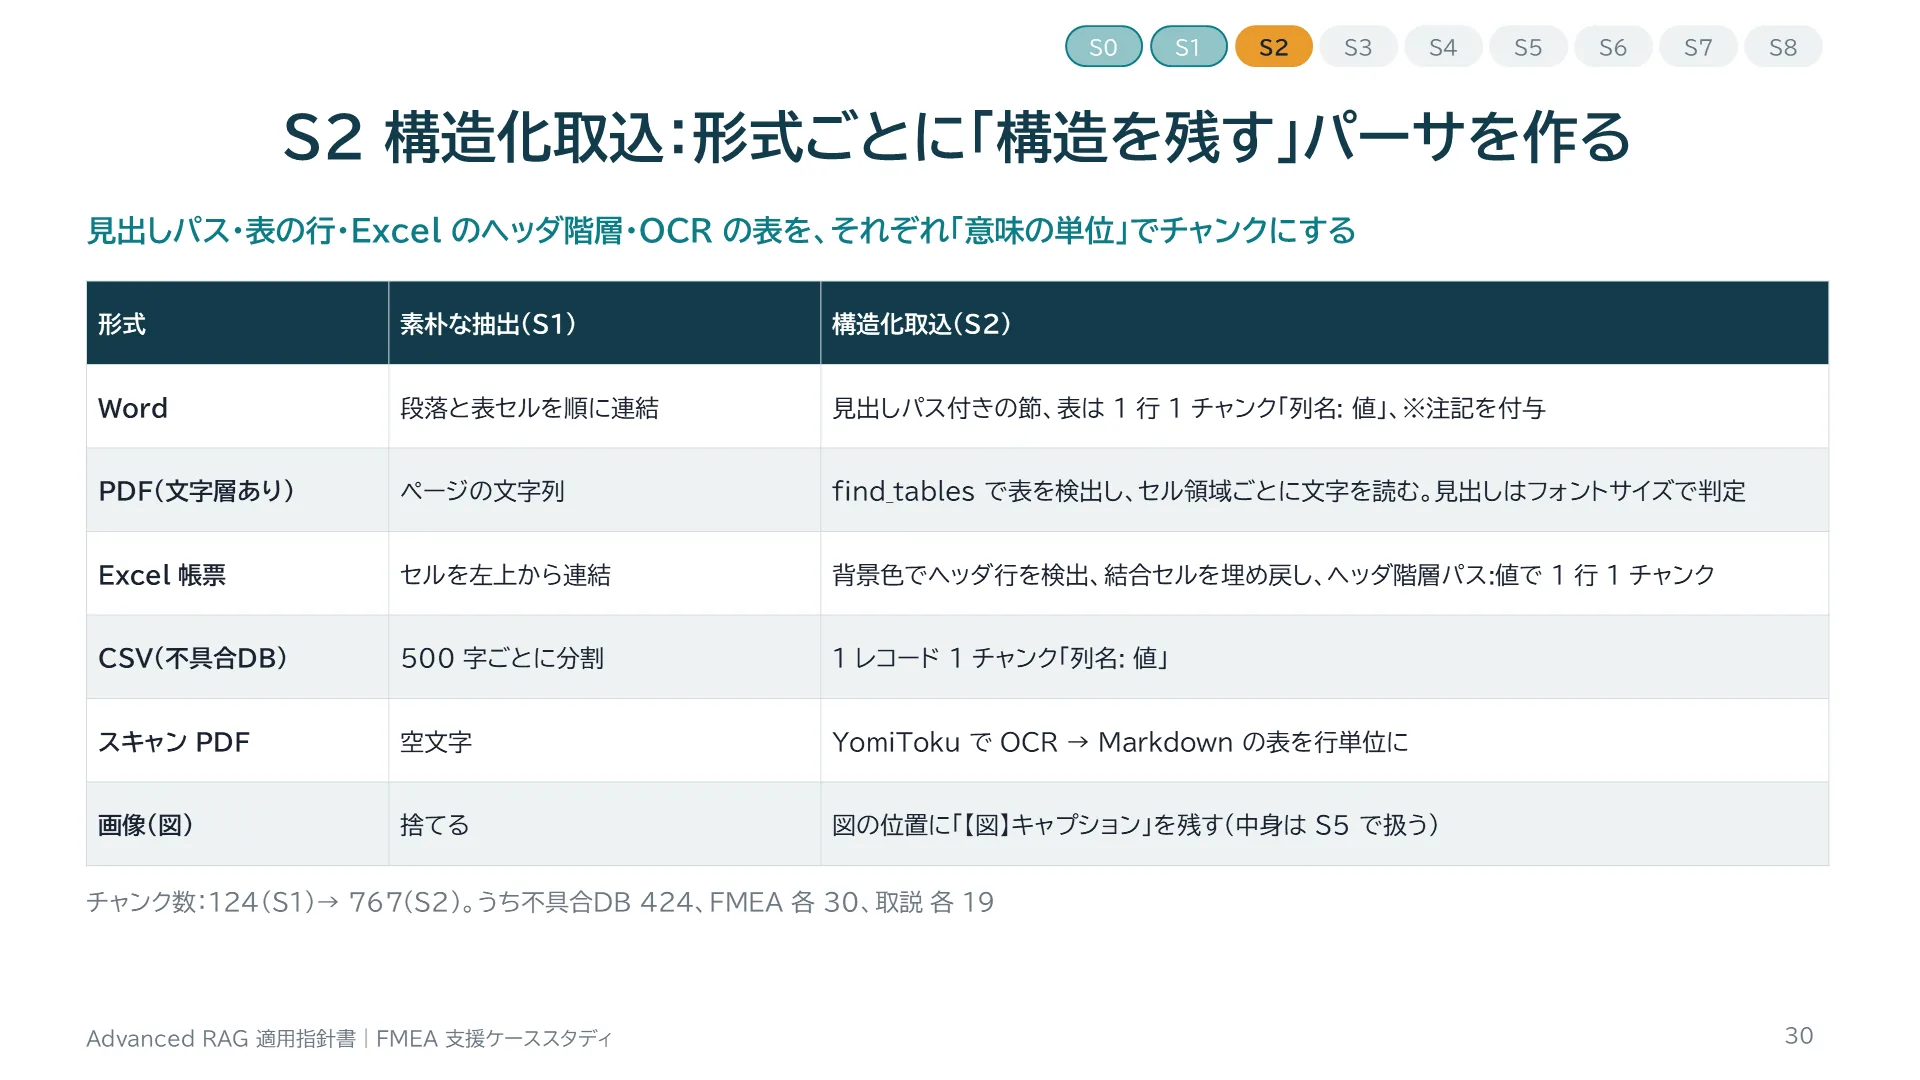 S0 S1 S2 S3 S4 S5 S6 S7 S8
S2 構造化取込：形式ごとに「構造を残す」パーサを作る
見出しパス・表の行・Excel のヘッダ階層・OCR の表を、それぞれ「意味の単位」でチャンクにする
形式 素朴な抽出（S1） 構造化取込（S2）
Word 段落と表セルを順に連結 見出しパス付きの節、表は 1 行 1 チャンク「列名: 値」、※注記を付与
PDF（文字層あり） ページの文字列 find_tables で表を検出し、セル領域ごとに文字を読む。見出しはフォントサイズで判定
Excel 帳票 セルを左上から連結 背景色でヘッダ行を検出、結合セルを埋め戻し、ヘッダ階層パス:値で 1 行 1 チャンク
CSV（不具合DB） 500 字ごとに分割 1 レコード 1 チャンク「列名: 値」
スキャン PDF 空文字 YomiToku で OCR → Markdown の表を行単位に
画像（図） 捨てる 図の位置に「【図】キャプション」を残す（中身は S5 で扱う）
チャンク数：124（S1）→ 767（S2）。うち不具合DB 424、FMEA 各 30、取説 各 19
Advanced RAG 適用指針書｜FMEA 支援ケーススタディ
30